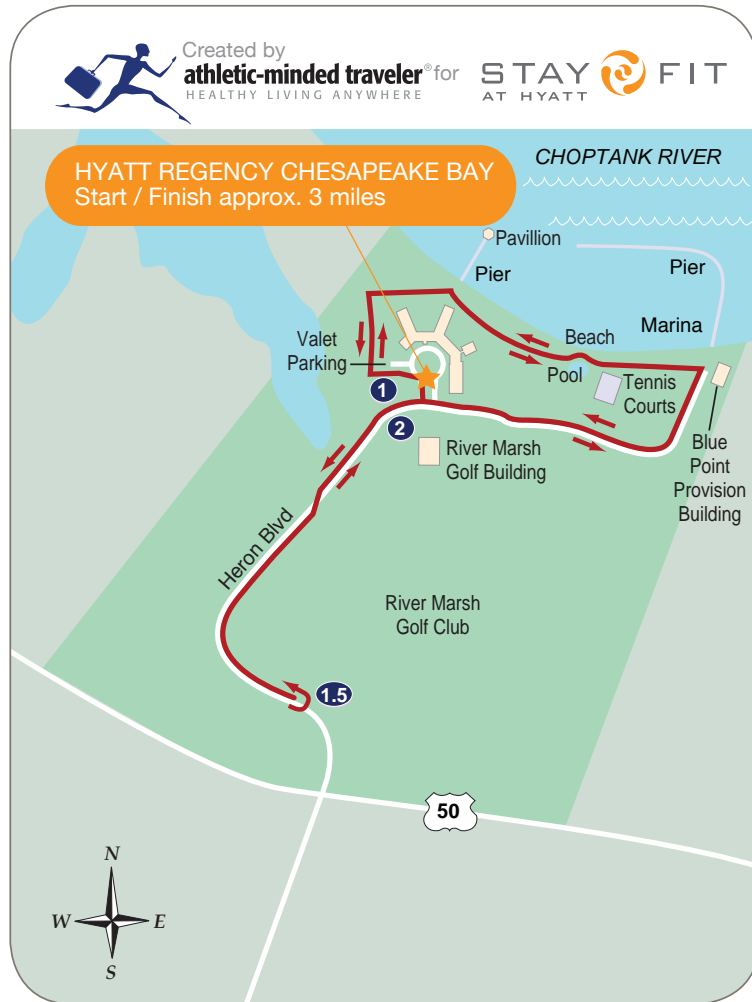 Created by
athletic-minded traveler® for
HEALTHY LIVING ANYWHERE
STAY FIT
AT HYATT
CHOPTANK RIVER
HYATT REGENCY CHESAPEAKE BAY
Start / Finish approx. 3 miles
Pavillion
Pier
Pier
Marina
Valet
Parking
Beach
Pool
Tennis
Courts
1
2
River Marsh
Golf Building
Blue
Point
Provision
Building
Heron Blvd
River Marsh
Golf Club
1.5
50
N
W
E
S